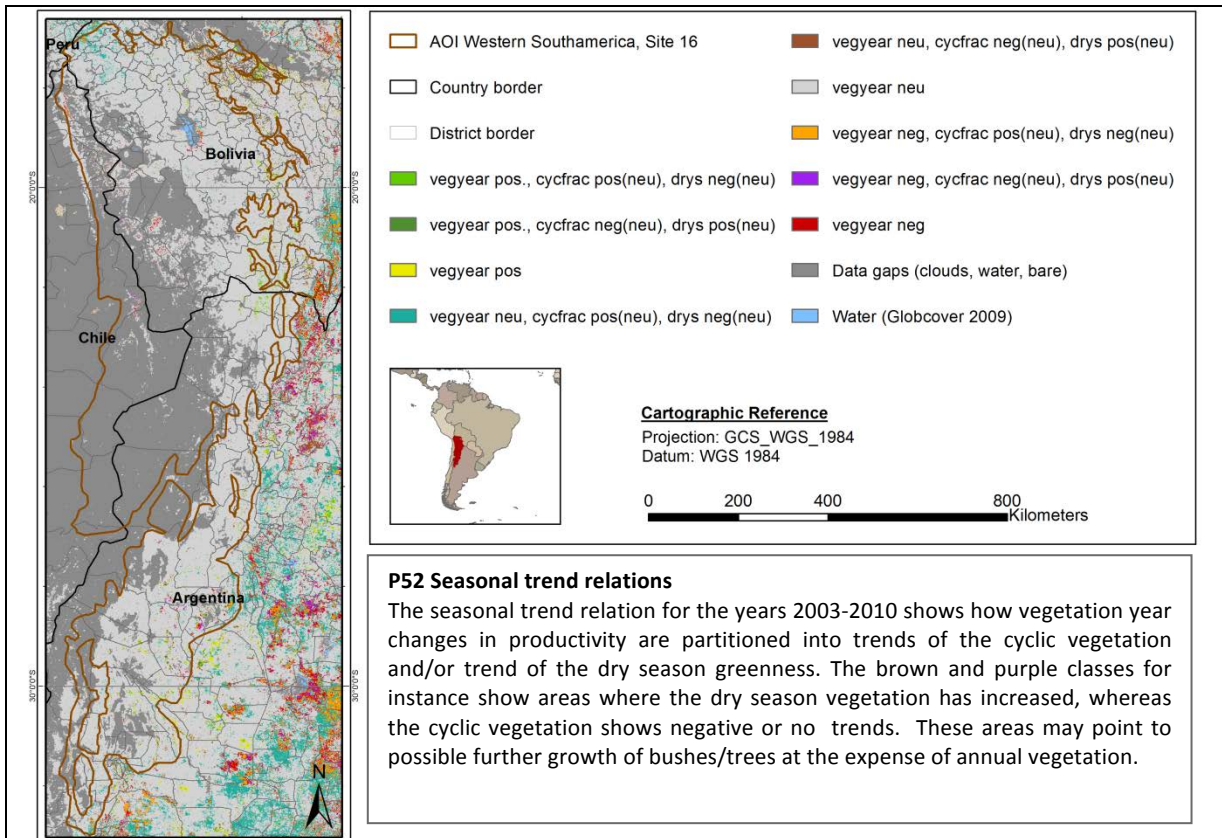 Peru
Bolivia
Chile
Argentina
20°0'0"S
20°0'0"S
30°0'0"S
30°0'0"S
N
AOI Western Southamerica, Site 16
Country border
District border
vegyear pos., cycfrac pos(neu), drys neg(neu)
vegyear pos., cycfrac neg(neu), drys pos(neu)
vegyear pos
vegyear neu, cycfrac pos(neu), drys neg(neu)
vegyear neu, cycfrac neg(neu), drys pos(neu)
vegyear neu
vegyear neg, cycfrac pos(neu), drys neg(neu)
vegyear neg, cycfrac neg(neu), drys pos(neu)
vegyear neg
Data gaps (clouds, water, bare)
Water (Globcover 2009)
Cartographic Reference
Projection: GCS_WGS_1984
Datum: WGS 1984
0 200 400 800
Kilometers
P52 Seasonal trend relations
The seasonal trend relation for the years 2003-2010 shows how vegetation year
changes in productivity are partitioned into trends of the cyclic vegetation
and/or trend of the dry season greenness. The brown and purple classes for
instance show areas where the dry season vegetation has increased, whereas
the cyclic vegetation shows negative or no trends. These areas may point to
possible further growth of bushes/trees at the expense of annual vegetation.